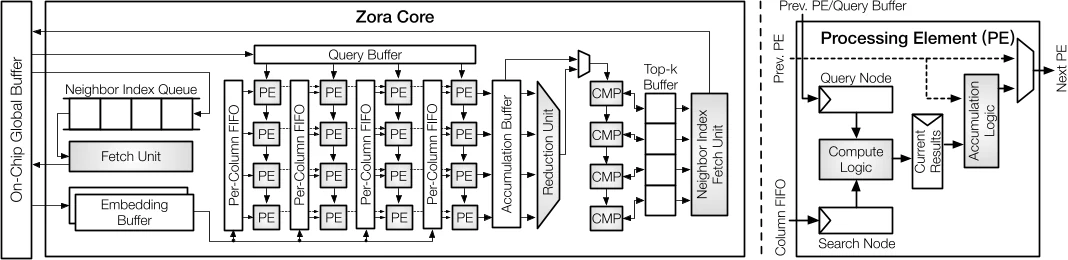 Zora Core
On-Chip Global Buffer
Neighbor Index Queue
Fetch Unit
Embedding
Buffer
Query Buffer
Per-Column FIFO
PE
PE
PE
PE
Per-Column FIFO
PE
PE
PE
PE
Per-Column FIFO
PE
PE
PE
PE
Per-Column FIFO
PE
PE
PE
PE
Accumulation Buffer
Reduction Unit
CMP
CMP
CMP
CMP
Top-k
Buffer
Neighbor Index
Fetch Unit
Prev. PE/Query Buffer
Processing Element (PE)
Prev. PE
Query Node
Compute
Logic
Current
Results
Accumulation
Logic
Next PE
Column FIFO
Search Node